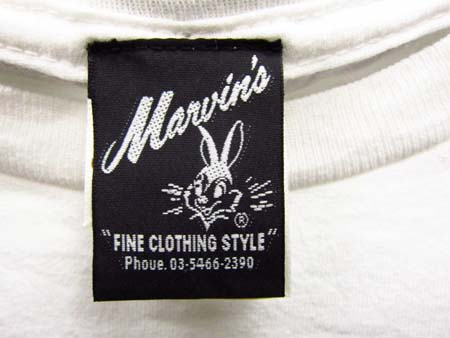 Marvin's
®
"FINE CLOTHING STYLE"
Phoue. 03-5466-2390